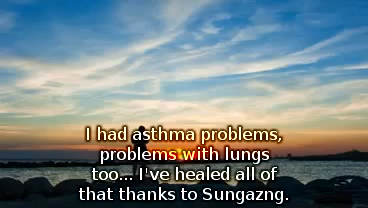 I had asthma problems,
problems with lungs
too... I've healed all of
that thanks to Sungazng.